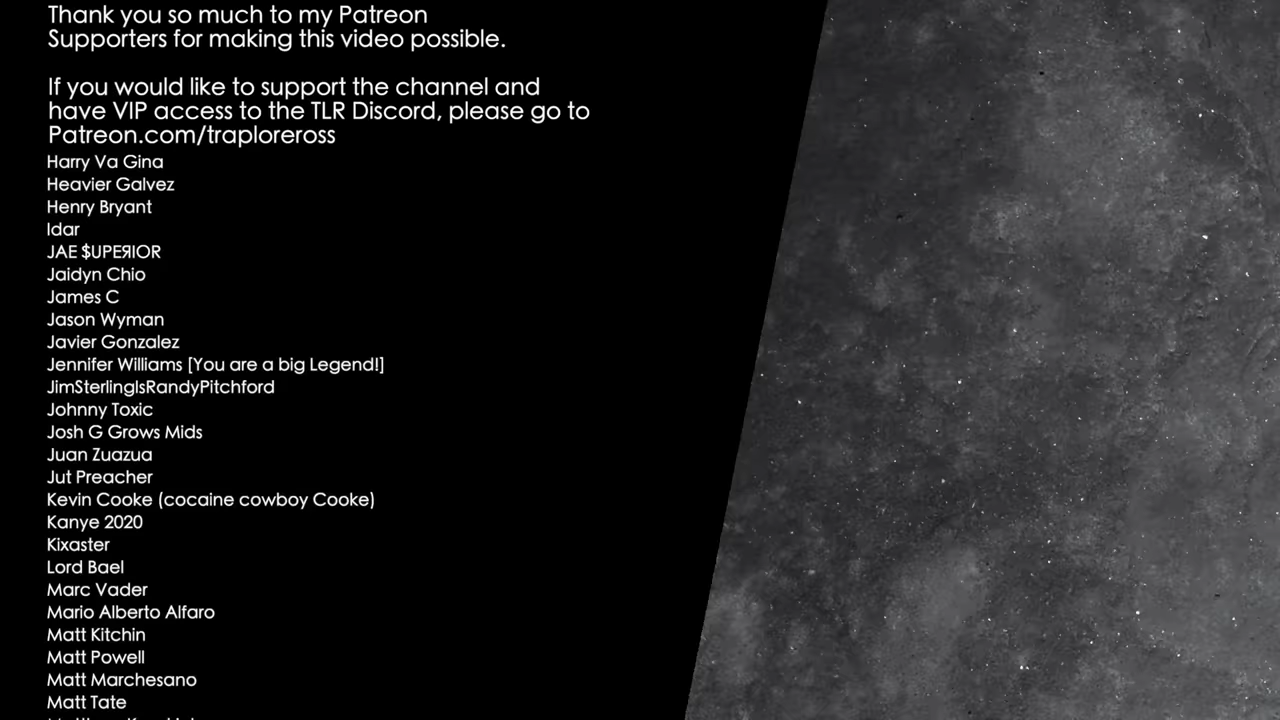 Thank you so much to my Patreon
Supporters for making this video possible.
If you would like to support the channel and
have VIP access to the TLR Discord, please go to
Patreon.com/traploreross
Harry Va Gina
Heavier Galvez
Henry Bryant
Idar
JAE $UPEЯIOR
Jaidyn Chio
James C
Jason Wyman
Javier Gonzalez
Jennifer Williams [You are a big Legend!]
JimSterlingIsRandyPitchford
Johnny Toxic
Josh G Grows Mids
Juan Zuazua
Jut Preacher
Kevin Cooke (cocaine cowboy Cooke)
Kanye 2020
Kixaster
Lord Bael
Marc Vader
Mario Alberto Alfaro
Matt Kitchin
Matt Powell
Matt Marchesano
Matt Tate